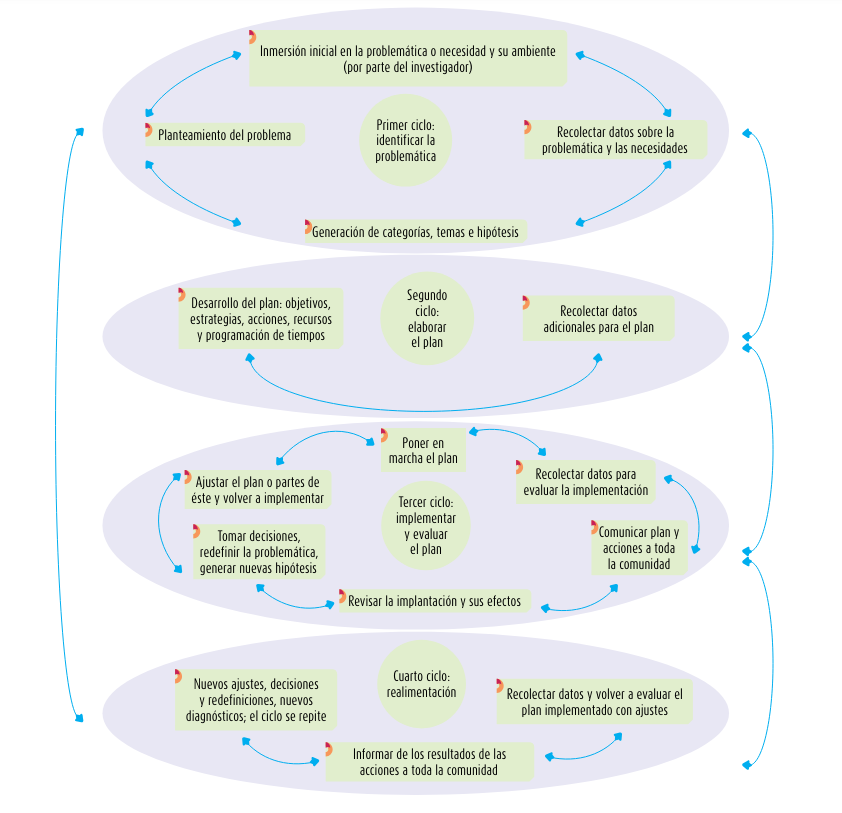 Inmersión inicial en la problemática o necesidad y su ambiente
(por parte del investigador)
Planteamiento del problema
Primer ciclo:
identificar la
problemática
Recolectar datos sobre la
problemática y las necesidades
Generación de categorías, temas e hipótesis
Desarrollo del plan: objetivos,
estrategias, acciones, recursos
y programación de tiempos
Segundo
ciclo:
elaborar
el plan
Recolectar datos
adicionales para el plan
Poner en
marcha el plan
Ajustar el plan o partes de
éste y volver a implementar
Recolectar datos para
evaluar la implementación
Tercer ciclo:
implementar
y evaluar
el plan
Tomar decisiones,
redefinir la problemática,
generar nuevas hipótesis
Comunicar plan y
acciones a toda
la comunidad
Revisar la implantación y sus efectos
Cuarto ciclo:
realimentación
Nuevos ajustes, decisiones
y redefiniciones, nuevos
diagnósticos; el ciclo se repite
Recolectar datos y volver a evaluar el
plan implementado con ajustes
Informar de los resultados de las
acciones a toda la comunidad